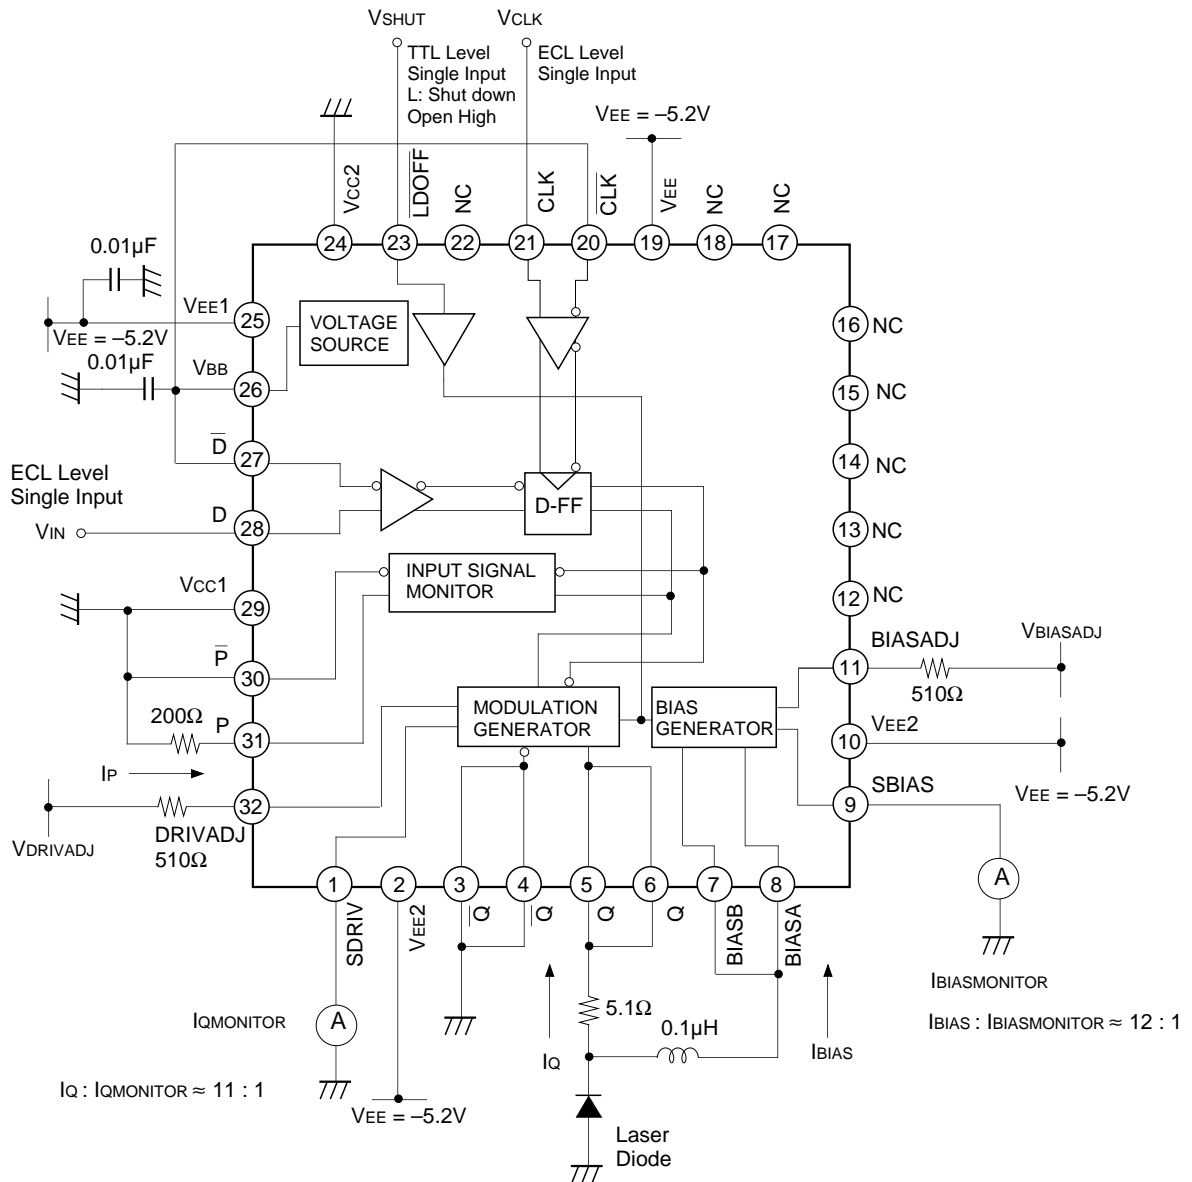 VSHUT
VCLK
TTL Level
Single Input
L: Shut down
Open High
ECL Level
Single Input
VEE = –5.2V
VCC2
LDOFF
NC
CLK
CLK
VEE
NC
NC
24
23
22
21
20
19
18
17
0.01µF
VEE1
25
VEE = –5.2V
0.01µF
VBB
26
VOLTAGE
SOURCE
16
NC
15
NC
D
27
14
NC
ECL Level
Single Input
D
28
VIN
D-FF
13
NC
VCC1
29
INPUT SIGNAL
MONITOR
12
NC
P
30
BIASADJ
11
510Ω
VBIASADJ
200Ω
P
31
MODULATION
GENERATOR
BIAS
GENERATOR
VEE2
10
VEE = –5.2V
IP
32
DRIVADJ
510Ω
VDRIVADJ
SBIAS
9
A
1
2
3
4
5
6
7
8
SDRIV
VEE2
Q
Q
Q
Q
BIASB
BIASA
IBIASMONITOR
IBIAS : IBIASMONITOR ≈ 12 : 1
IQMONITOR
A
5.1Ω
0.1µH
IQ
IBIAS
IQ : IQMONITOR ≈ 11 : 1
VEE = –5.2V
Laser
Diode